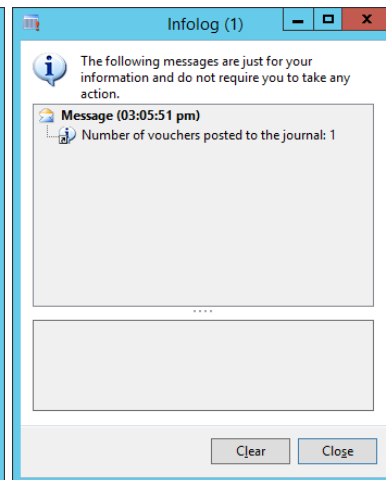 Infolog (1)
The following messages are just for your
information and do not require you to take any
action.
Message (03:05:51 pm)
Number of vouchers posted to the journal: 1
Clear
Close